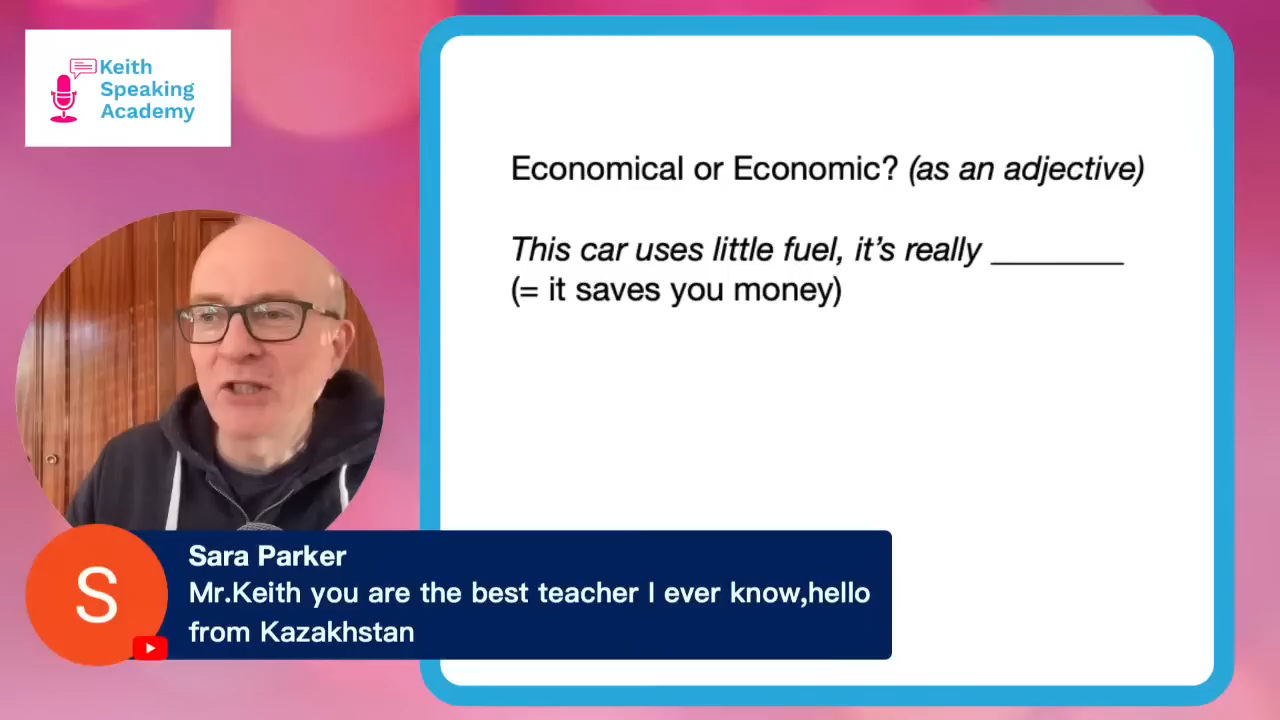 Keith
Speaking
Academy
Economical or Economic? (as an adjective)
This car uses little fuel, it's really ________
(= it saves you money)
S
Sara Parker
Mr.Keith you are the best teacher I ever know,hello
from Kazakhstan